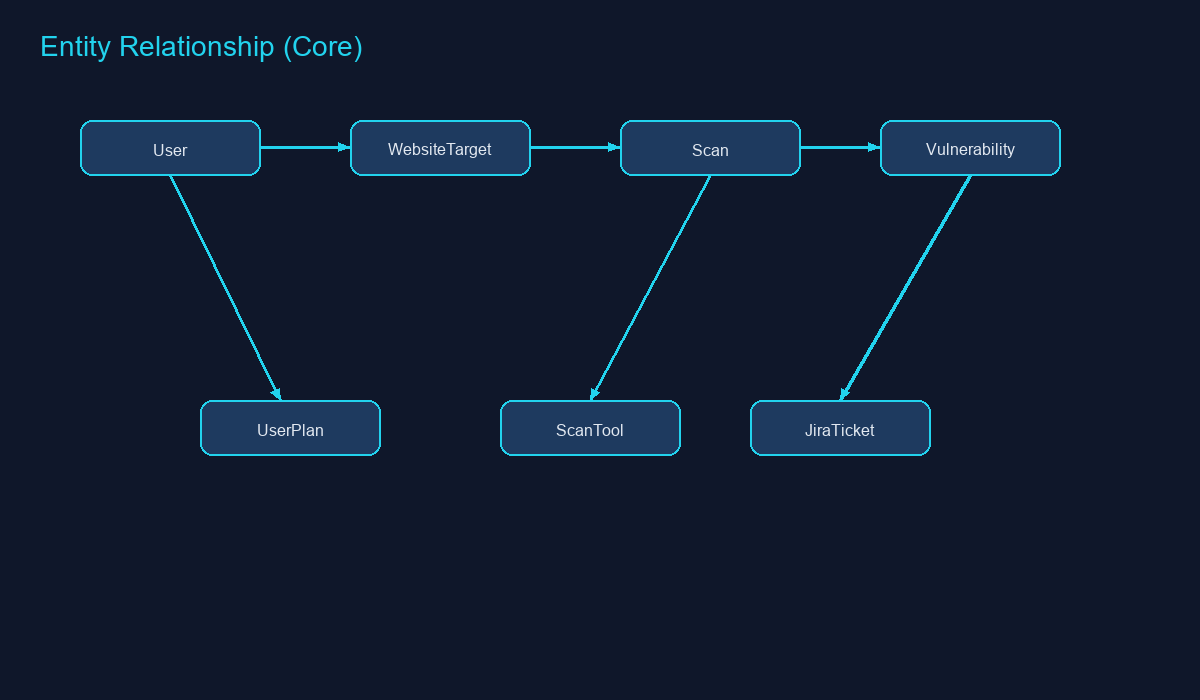 Entity Relationship (Core)
User
WebsiteTarget
Scan
Vulnerability
UserPlan
ScanTool
JiraTicket